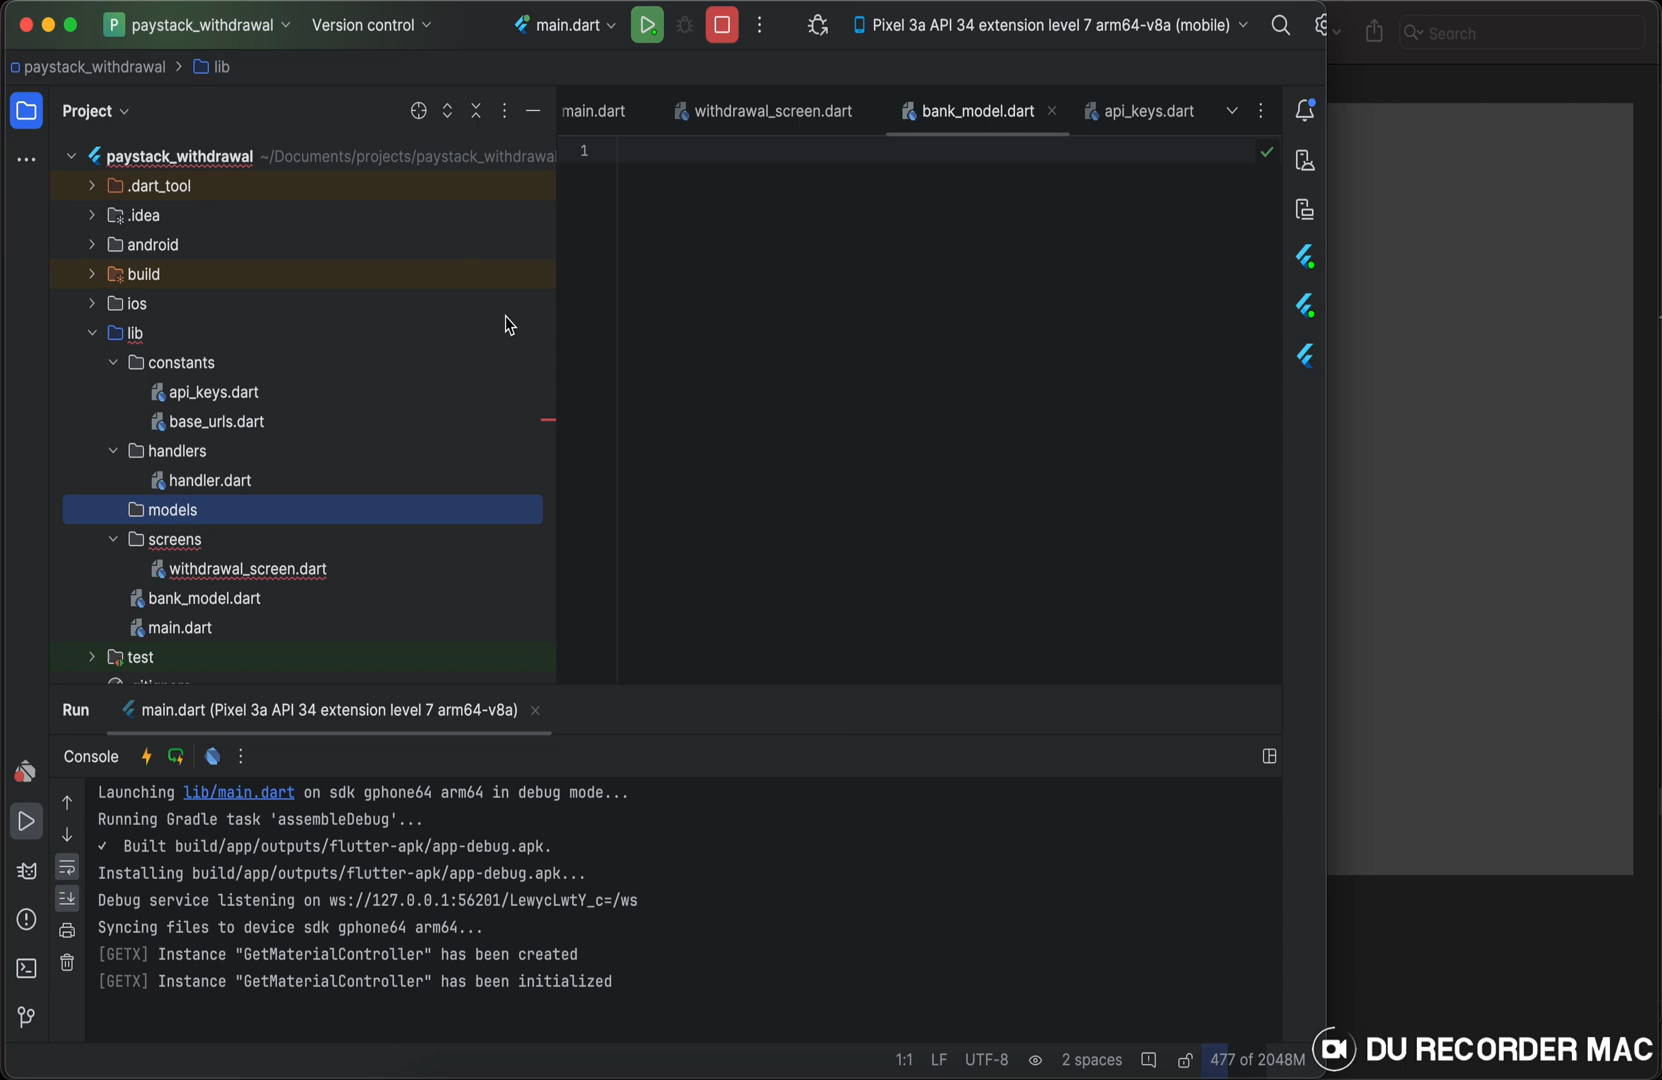 P paystack_withdrawal Version control main.dart Pixel 3a API 34 extension level 7 arm64-v8a (mobile) Search
paystack_withdrawal > lib
Project main.dart withdrawal_screen.dart bank_model.dart api_keys.dart
1
paystack_withdrawal ~/Documents/projects/paystack_withdrawa
.dart_tool
.idea
android
build
ios
lib
constants
api_keys.dart
base_urls.dart
handlers
handler.dart
models
screens
withdrawal_screen.dart
bank_model.dart
main.dart
test
Run main.dart (Pixel 3a API 34 extension level 7 arm64-v8a)
Console
Launching lib/main.dart on sdk gphone64 arm64 in debug mode...
Running Gradle task 'assembleDebug'...
✓ Built build/app/outputs/flutter-apk/app-debug.apk.
Installing build/app/outputs/flutter-apk/app-debug.apk...
Debug service listening on ws://127.0.0.1:56201/LewycLwtY_c=/ws
Syncing files to device sdk gphone64 arm64...
[GETX] Instance "GetMaterialController" has been created
[GETX] Instance "GetMaterialController" has been initialized
1:1 LF UTF-8 2 spaces 477 of 2048M
DU RECORDER MAC